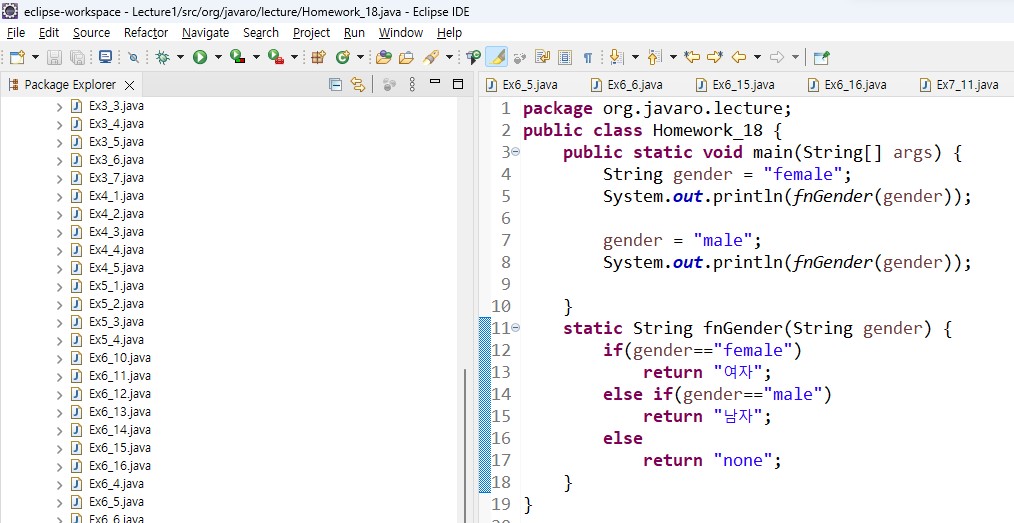 eclipse-workspace - Lecture1/src/org/javaro/lecture/Homework_18.java - Eclipse IDE
File Edit Source Refactor Navigate Search Project Run Window Help
Package Explorer
Ex3_3.java
Ex3_4.java
Ex3_5.java
Ex3_6.java
Ex3_7.java
Ex4_1.java
Ex4_2.java
Ex4_3.java
Ex4_4.java
Ex4_5.java
Ex5_1.java
Ex5_2.java
Ex5_3.java
Ex5_4.java
Ex6_10.java
Ex6_11.java
Ex6_12.java
Ex6_13.java
Ex6_14.java
Ex6_15.java
Ex6_16.java
Ex6_4.java
Ex6_5.java
Ex6_6.java
Ex6_5.java Ex6_6.java Ex6_15.java Ex6_16.java Ex7_11.java
1 package org.javaro.lecture;
2 public class Homework_18 {
3 public static void main(String[] args) {
4 String gender = "female";
5 System.out.println(fnGender(gender));
6
7 gender = "male";
8 System.out.println(fnGender(gender));
9
10 }
11 static String fnGender(String gender) {
12 if(gender=="female")
13 return "여자";
14 else if(gender=="male")
15 return "남자";
16 else
17 return "none";
18 }
19 }